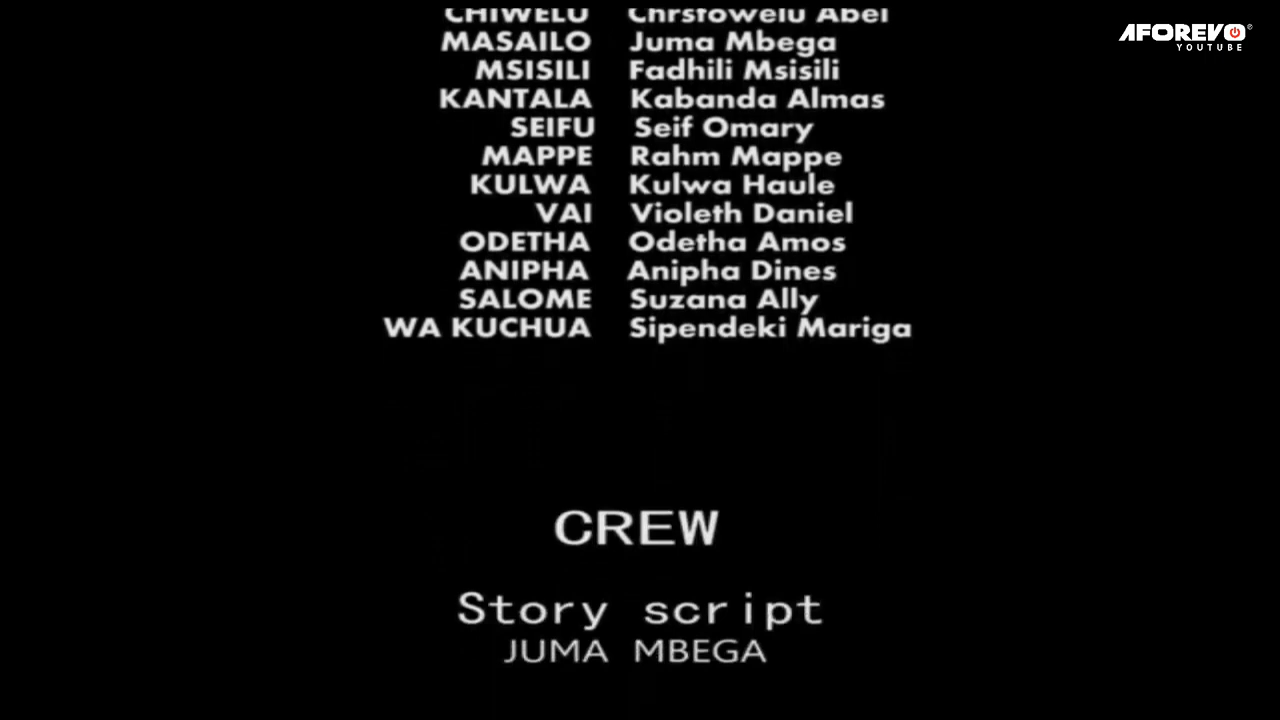 AFOREVO
YOUTUBE
CHIWELU Chrstowelu Abel
MASAILO Juma Mbega
MSISILI Fadhili Msisili
KANTALA Kabanda Almas
SEIFU Seif Omary
MAPPE Rahm Mappe
KULWA Kulwa Haule
VAI Violeth Daniel
ODETHA Odetha Amos
ANIPHA Anipha Dines
SALOME Suzana Ally
WA KUCHUA Sipendeki Mariga
CREW
Story script
JUMA MBEGA